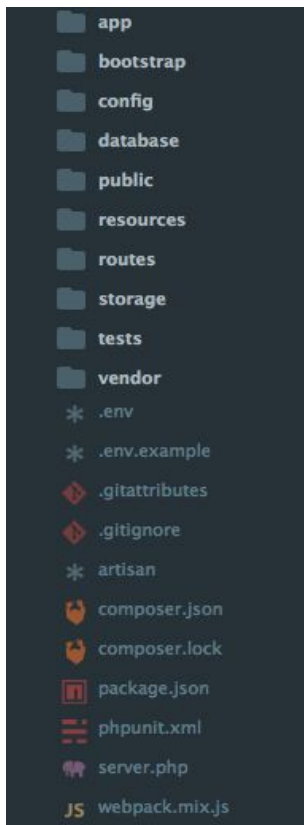 app
bootstrap
config
database
public
resources
routes
storage
tests
vendor
.env
.env.example
.gitattributes
.gitignore
artisan
composer.json
composer.lock
package.json
phpunit.xml
server.php
JS webpack.mix.js